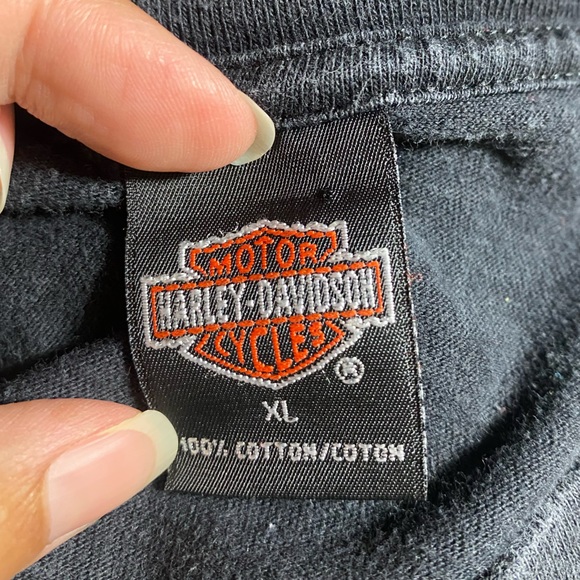 MOTOR
HARLEY-DAVIDSON
CYCLES
®
XL
100% COTTON/COTON